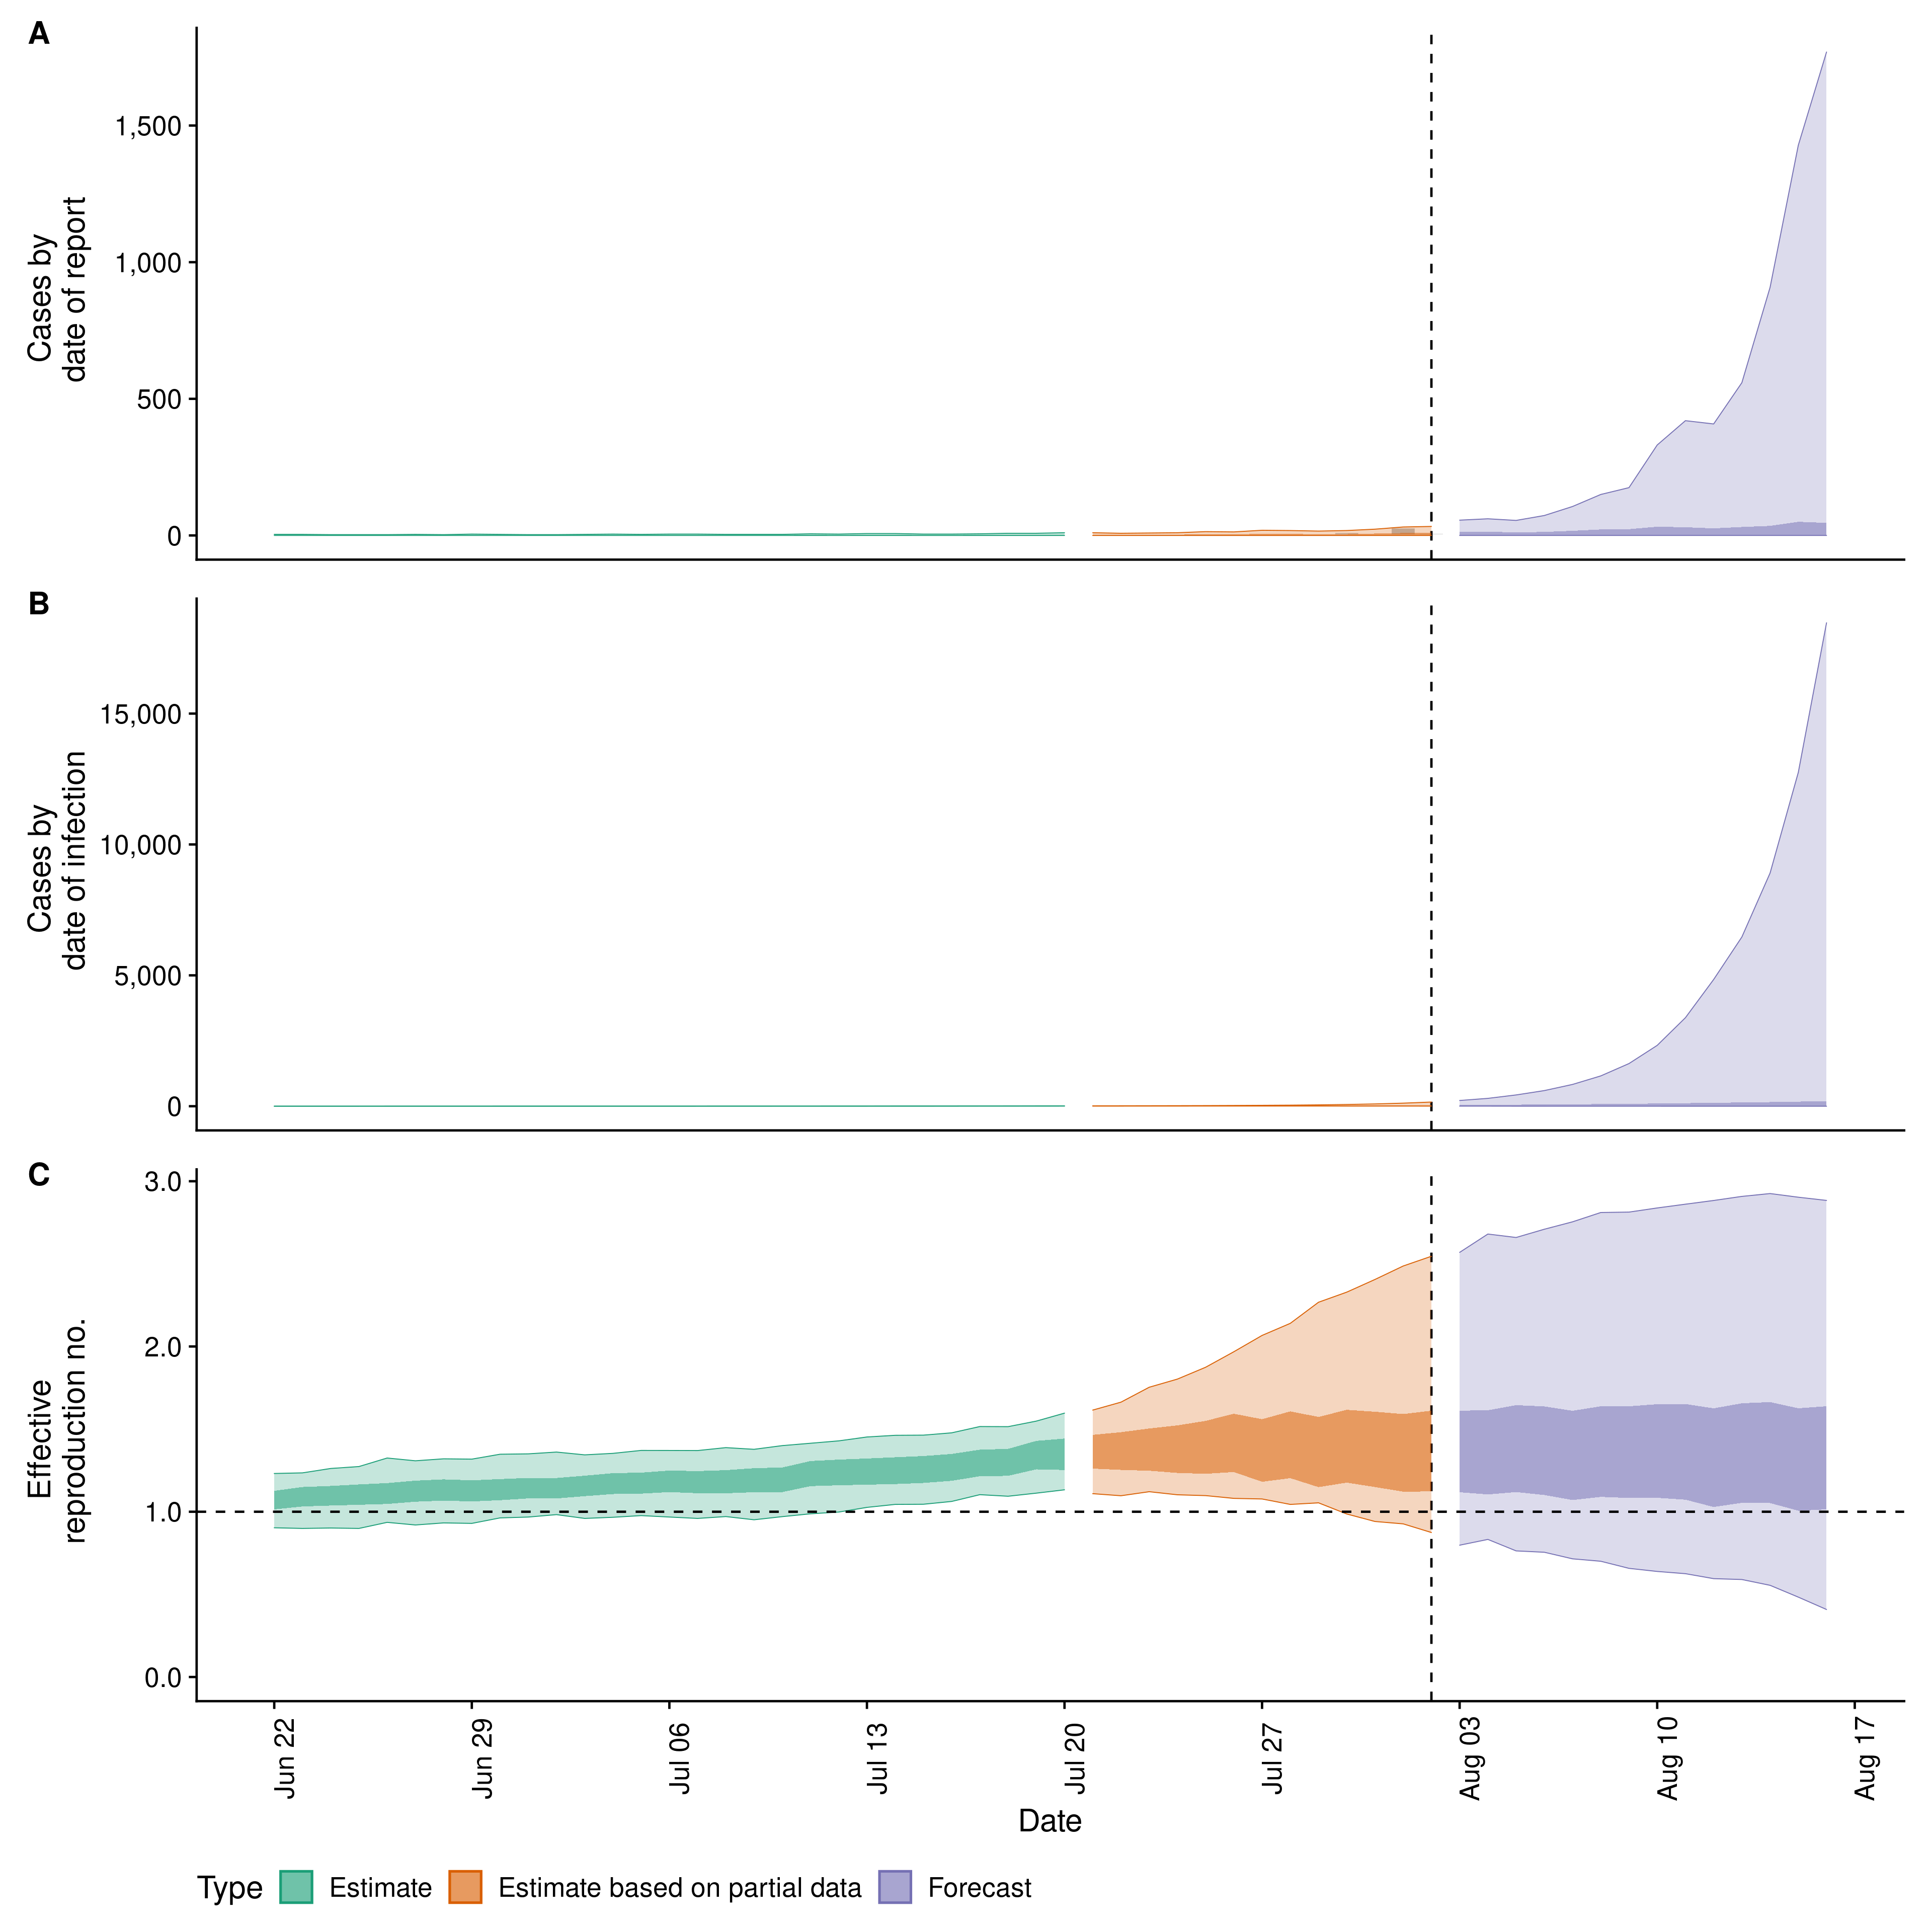 A
Cases by
date of report
1,500
1,000
500
0
B
Cases by
date of infection
15,000
10,000
5,000
0
C
Effective
reproduction no.
3.0
2.0
1.0
0.0
Jun 22
Jun 29
Jul 06
Jul 13
Jul 20
Jul 27
Aug 03
Aug 10
Aug 17
Date
Type Estimate Estimate based on partial data Forecast